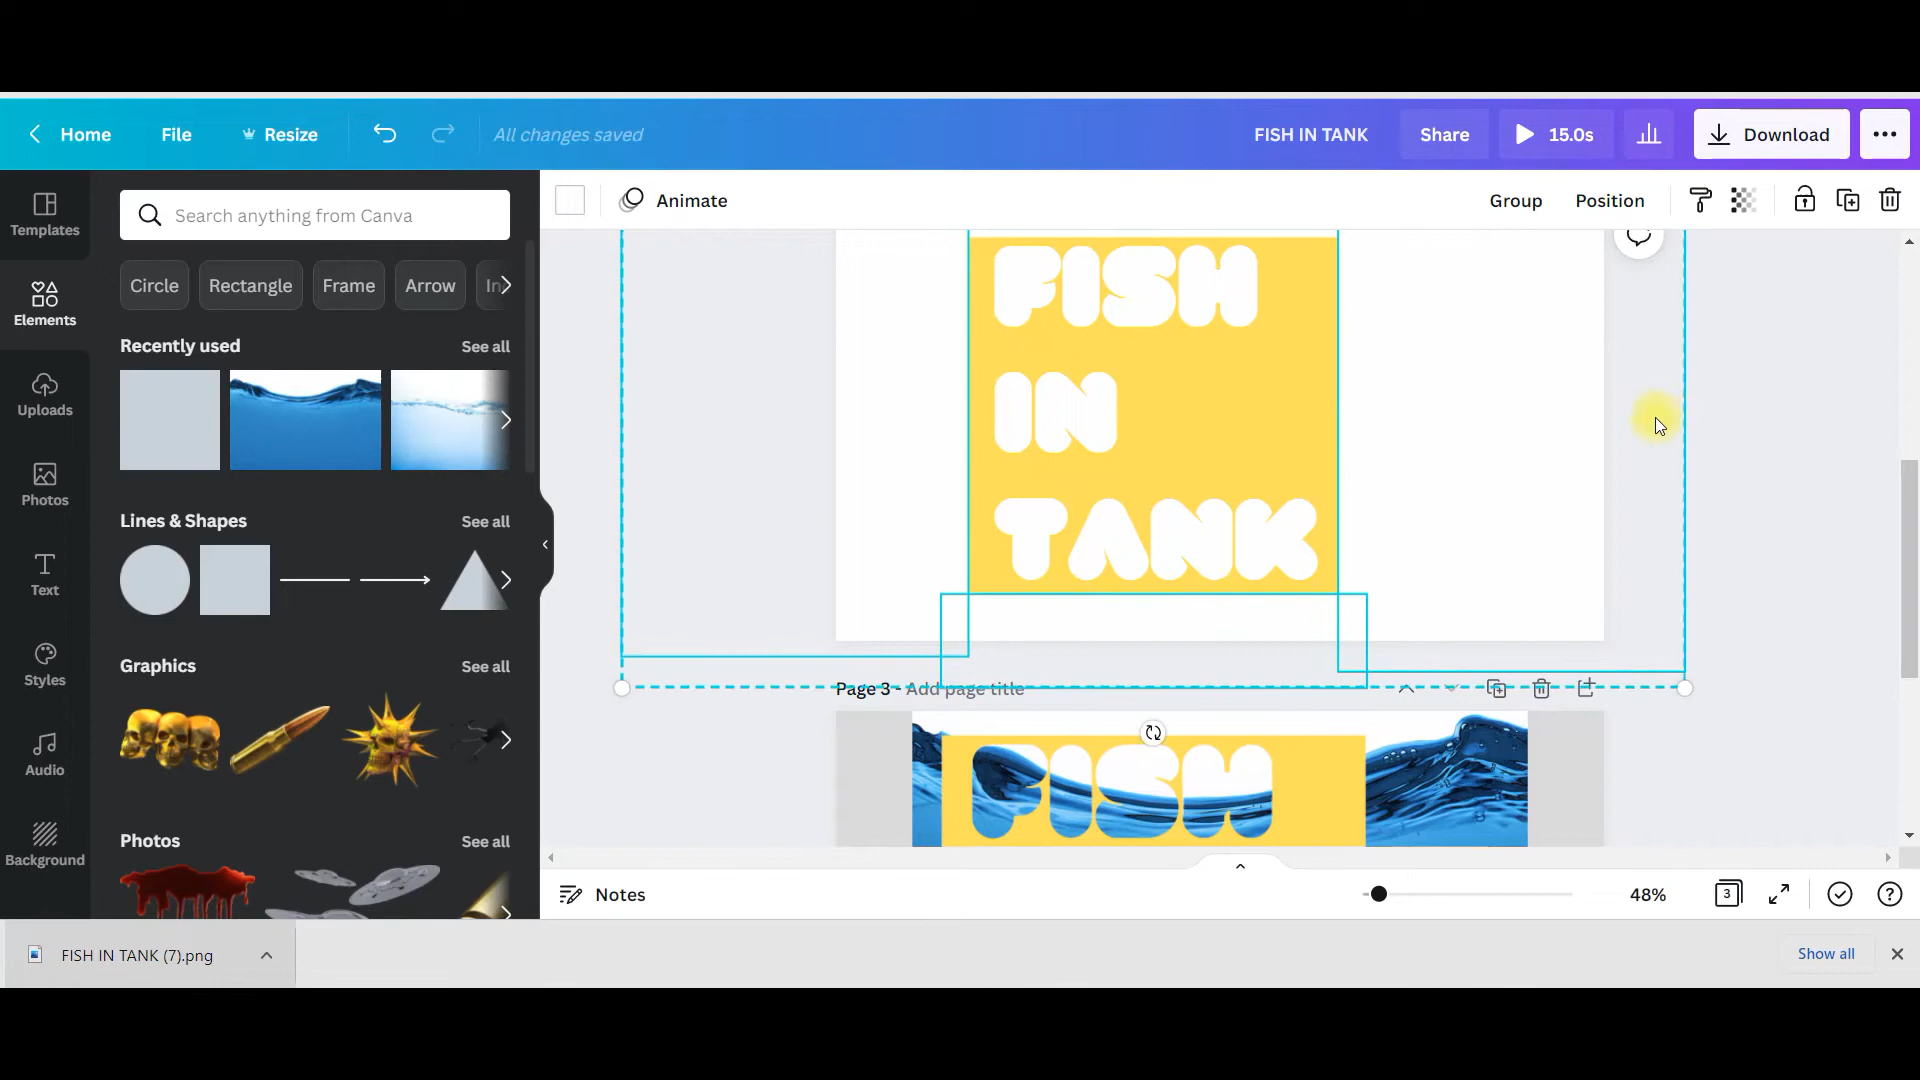 Home File Resize All changes saved FISH IN TANK Share 15.0s Download
Search anything from Canva
Animate Group Position
Templates
Elements
Uploads
Photos
Text
Styles
Audio
Background
Circle Rectangle Frame Arrow In
Recently used See all
Lines & Shapes See all
Graphics See all
Photos See all
FISH
IN
TANK
Page 3 - Add page title
FISH
Notes 48% 3
FISH IN TANK (7).png Show all